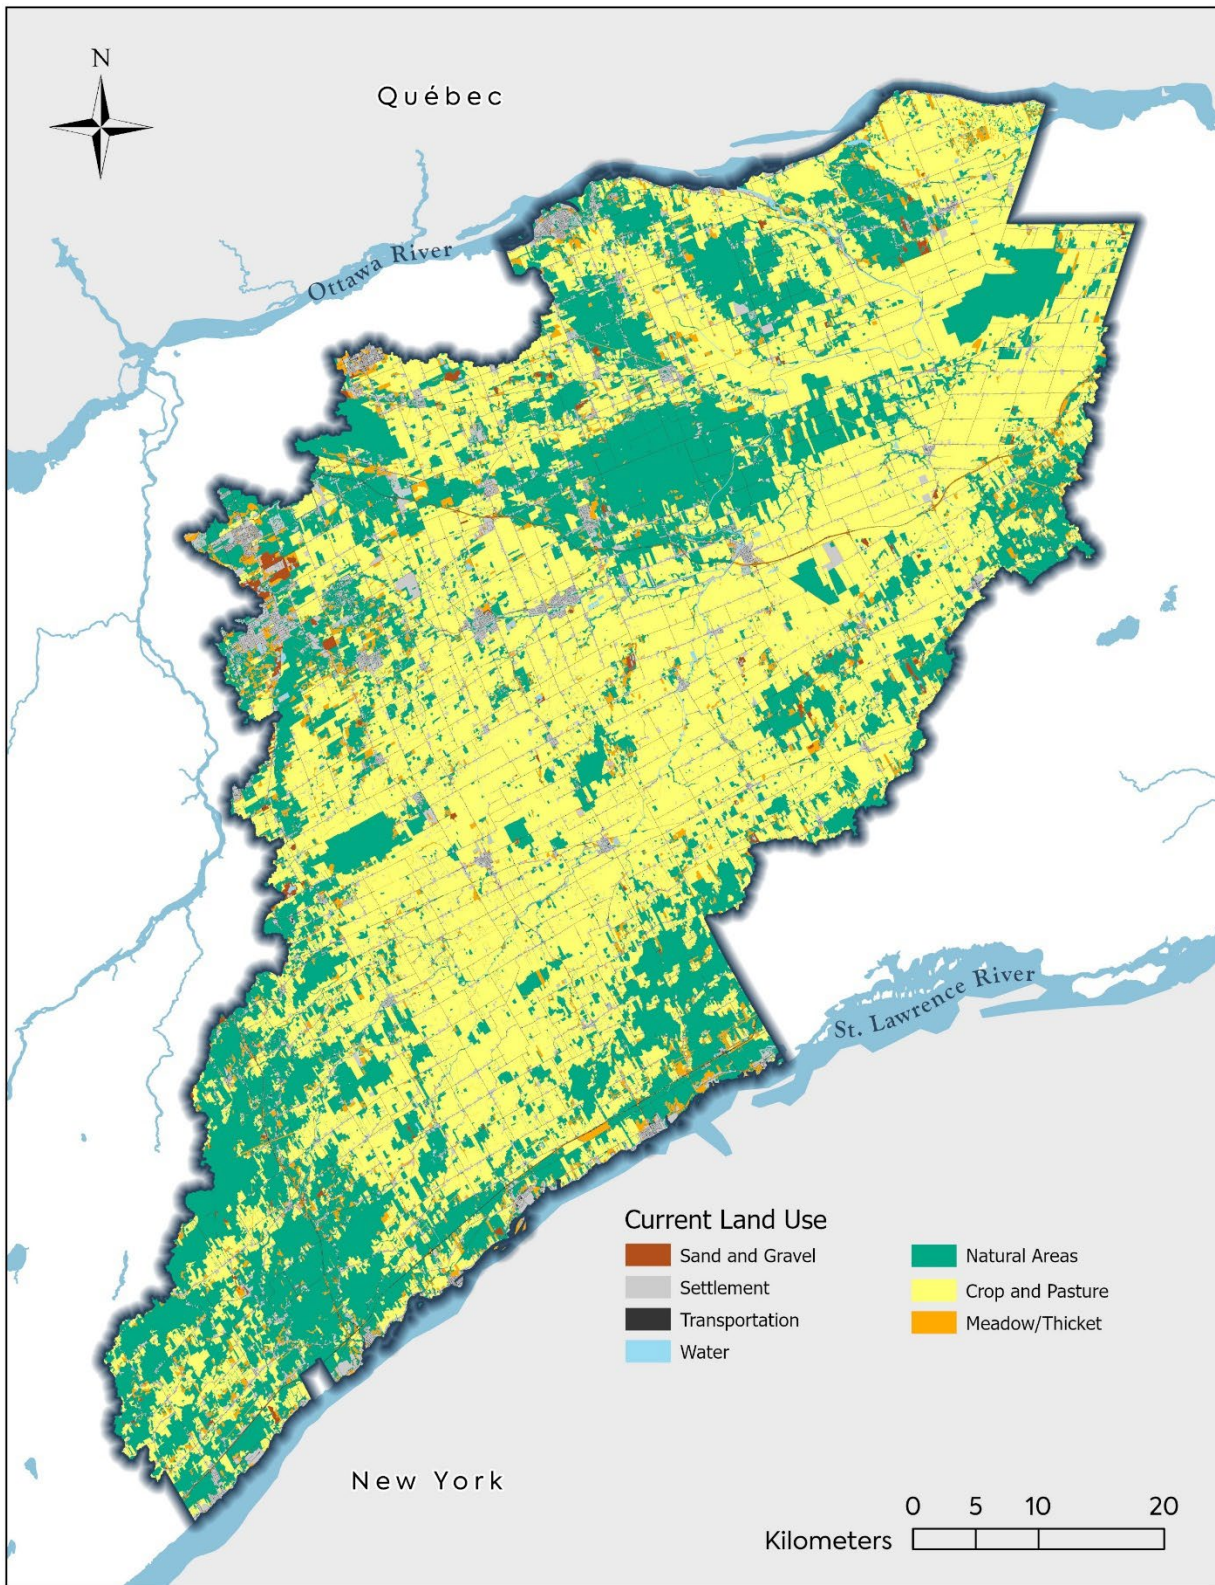 N
Québec
Ottawa River
St. Lawrence River
Current Land Use
Sand and Gravel
Settlement
Transportation
Water
Natural Areas
Crop and Pasture
Meadow/Thicket
New York
0 5 10 20
Kilometers